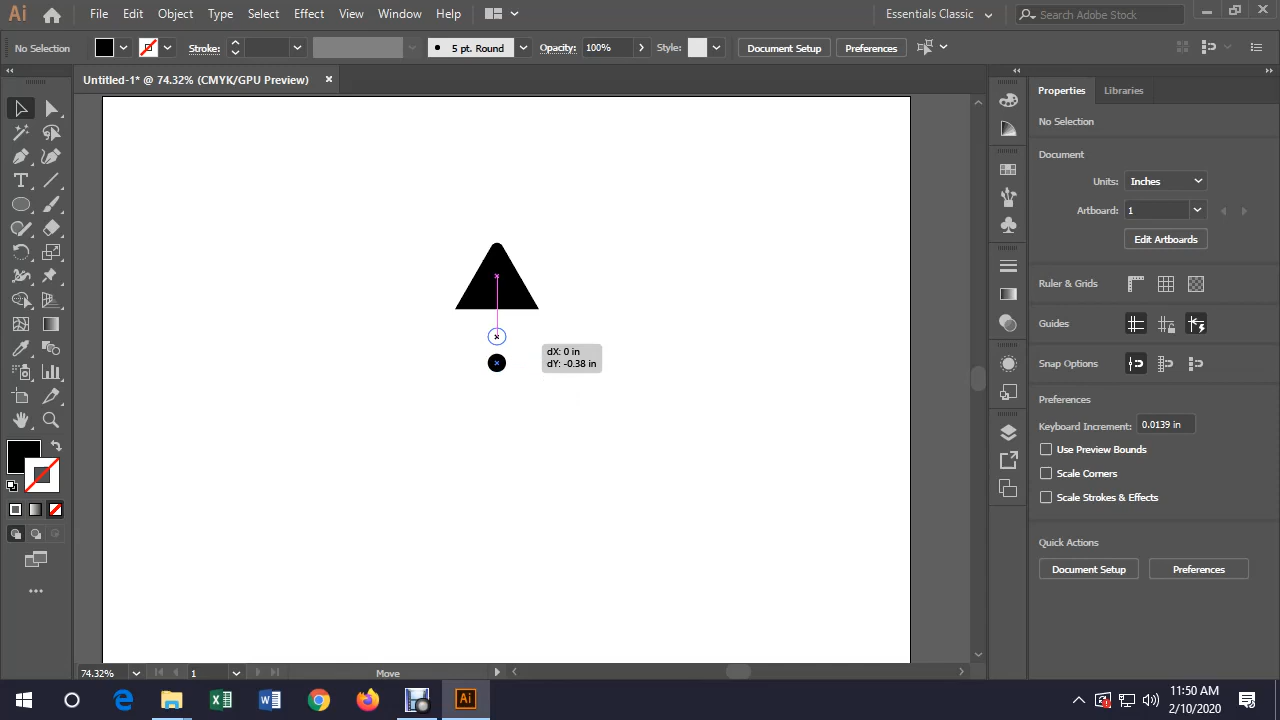 Ai File Edit Object Type Select Effect View Window Help Essentials Classic Search Adobe Stock
No Selection Stroke: 5 pt. Round Opacity: 100% Style: Document Setup Preferences
Untitled-1* @ 74.32% (CMYK/GPU Preview)
dX: 0 in
dY: -0.38 in
Properties Libraries
No Selection
Document
Units: Inches
Artboard: 1
Edit Artboards
Ruler & Grids
Guides
Snap Options
Preferences
Keyboard Increment: 0.0139 in
Use Preview Bounds
Scale Corners
Scale Strokes & Effects
Quick Actions
Document Setup Preferences
74.32% 1 Move
Ai 11:50 AM
2/10/2020